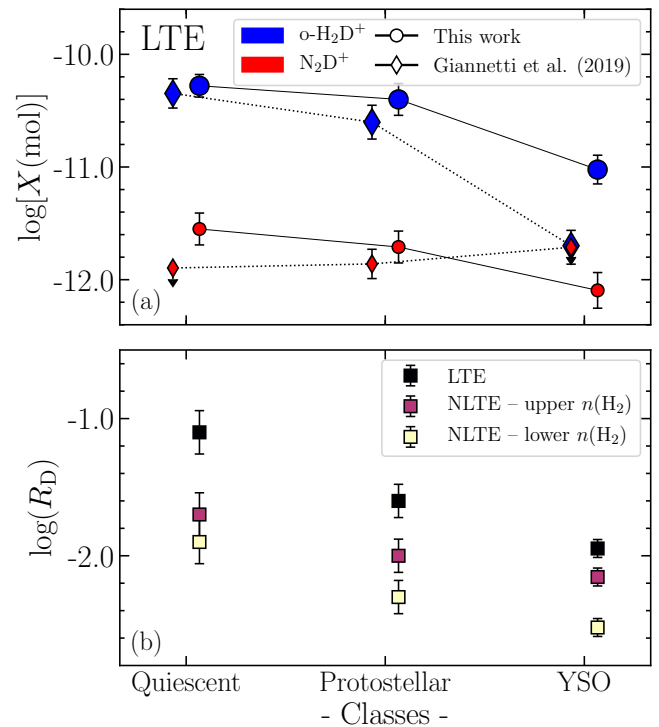 LTE
o-H₂D⁺
N₂D⁺
This work
Giannetti et al. (2019)
log[X(mol)]
-10.0
-11.0
-12.0
(a)
LTE
NLTE – upper n(H₂)
NLTE – lower n(H₂)
log(R_D)
-1.0
-2.0
(b)
Quiescent Protostellar YSO
- Classes -